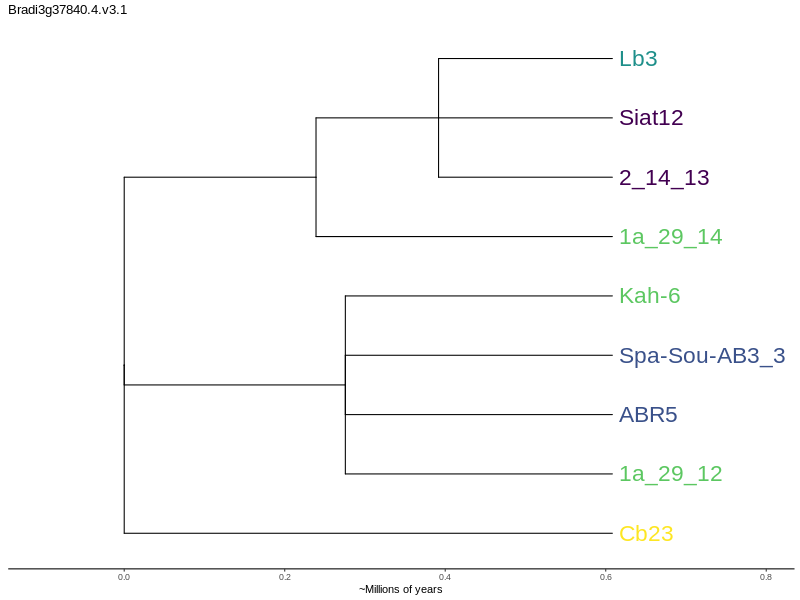 Bradi3g37840.4.v3.1
Lb3
Siat12
2_14_13
1a_29_14
Kah-6
Spa-Sou-AB3_3
ABR5
1a_29_12
Cb23
0.0 0.2 0.4 0.6 0.8
~Millions of years